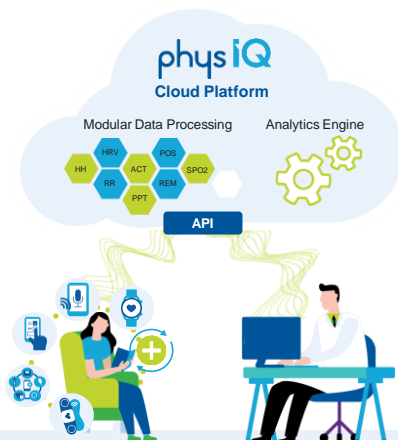 physIQ
Cloud Platform
Modular Data Processing
Analytics Engine
HRV
POS
HH
ACT
SPO2
RR
REM
PPT
API